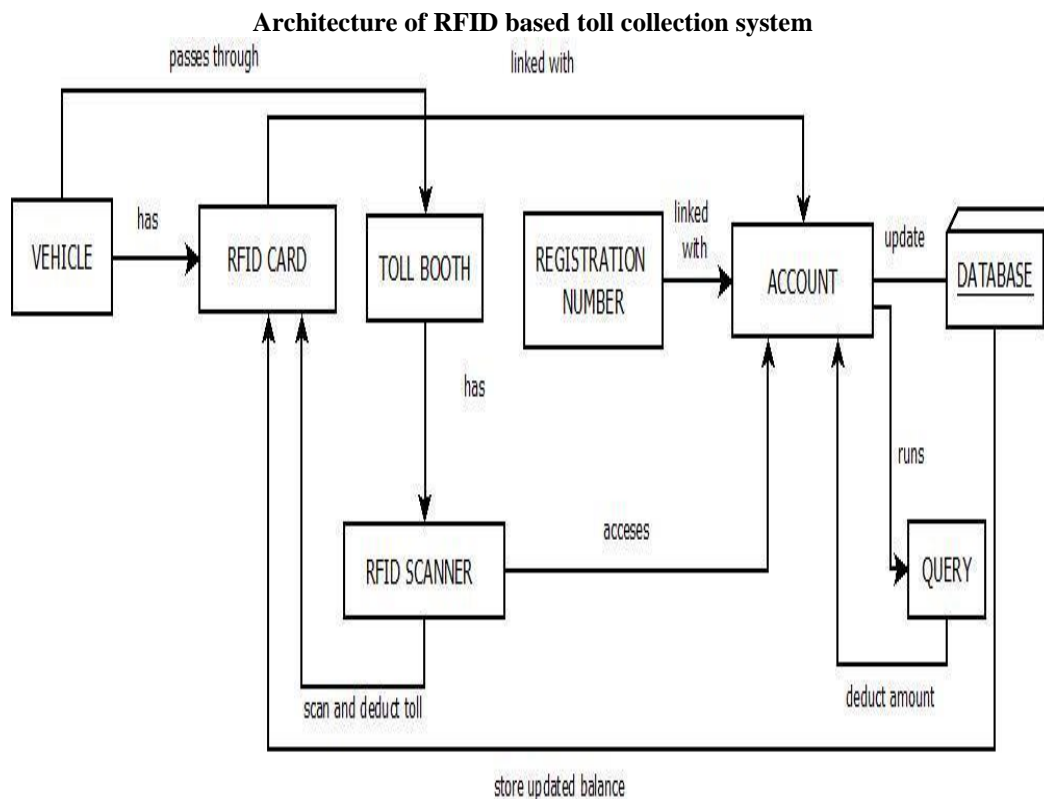 Architecture of RFID based toll collection system
passes through
linked with
has
VEHICLE
RFID CARD
TOLL BOOTH
REGISTRATION
NUMBER
linked
with
ACCOUNT
update
DATABASE
has
runs
RFID SCANNER
acceses
QUERY
scan and deduct toll
deduct amount
store updated balance